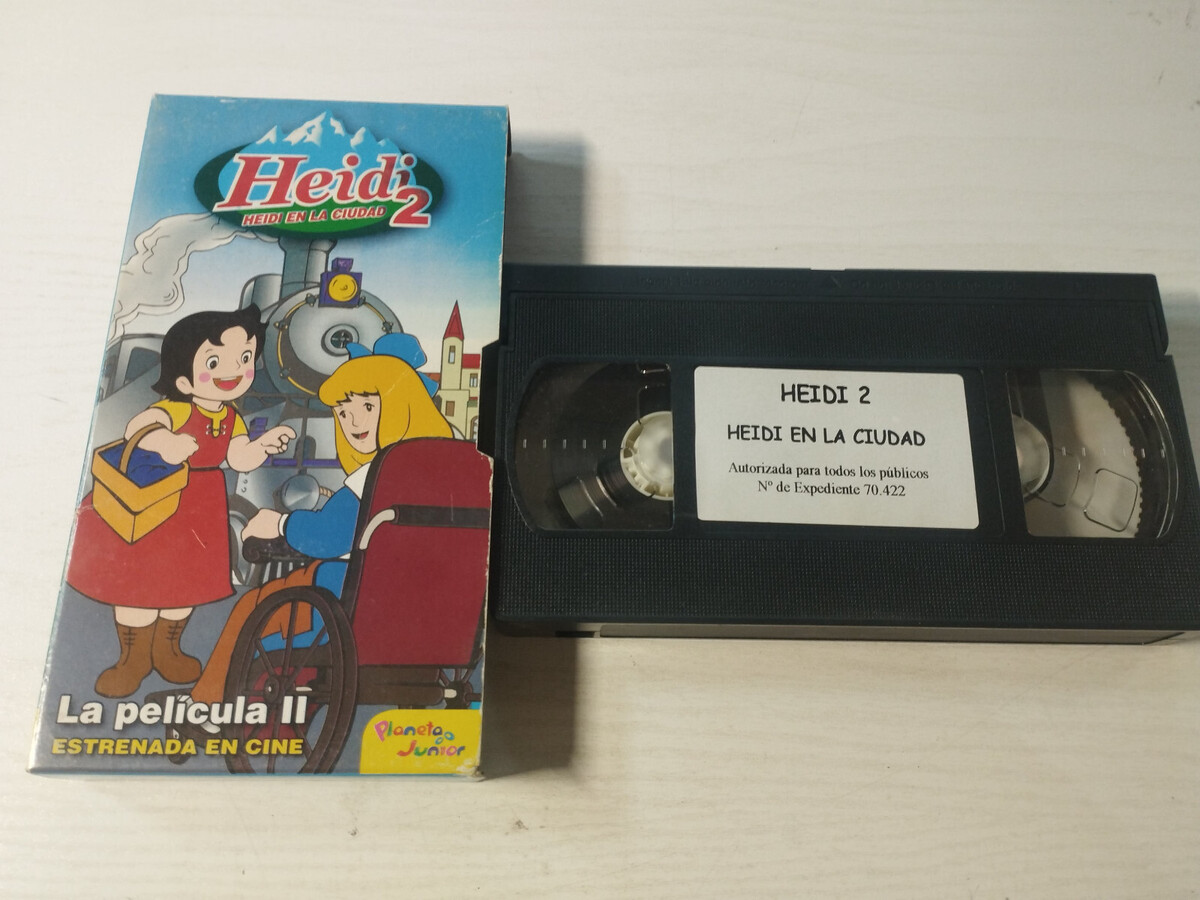 Heidi 2
HEIDI EN LA CIUDAD
La película II
ESTRENADA EN CINE
Planeta
Junior
HEIDI 2
HEIDI EN LA CIUDAD
Autorizada para todos los públicos
Nº de Expediente 70.422